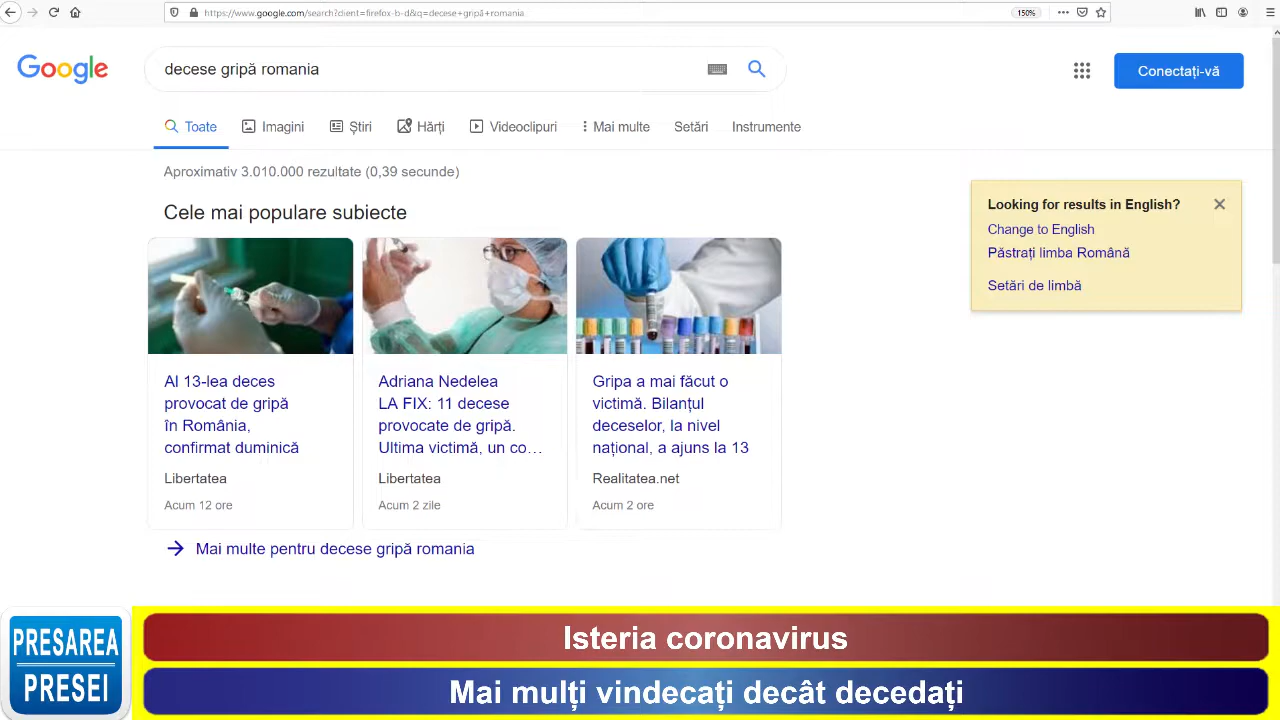 https://www.google.com/search?client=firefox-b-d&q=decese+gripă+romania
150%
Google
decese gripă romania
Conectați-vă
Toate
Imagini
Știri
Hărți
Videoclipuri
Mai multe
Setări
Instrumente
Aproximativ 3.010.000 rezultate (0,39 secunde)
Looking for results in English?
Change to English
Păstrați limba Română
Setări de limbă
Cele mai populare subiecte
Al 13-lea deces
provocat de gripă
în România,
confirmat duminică
Libertatea
Acum 12 ore
Adriana Nedelea
LA FIX: 11 decese
provocate de gripă.
Ultima victimă, un co…
Libertatea
Acum 2 zile
Gripa a mai făcut o
victimă. Bilanțul
deceselor, la nivel
național, a ajuns la 13
Realitatea.net
Acum 2 ore
Mai multe pentru decese gripă romania
PRESAREA
PRESEI
Isteria coronavirus
Mai mulți vindecați decât decedați